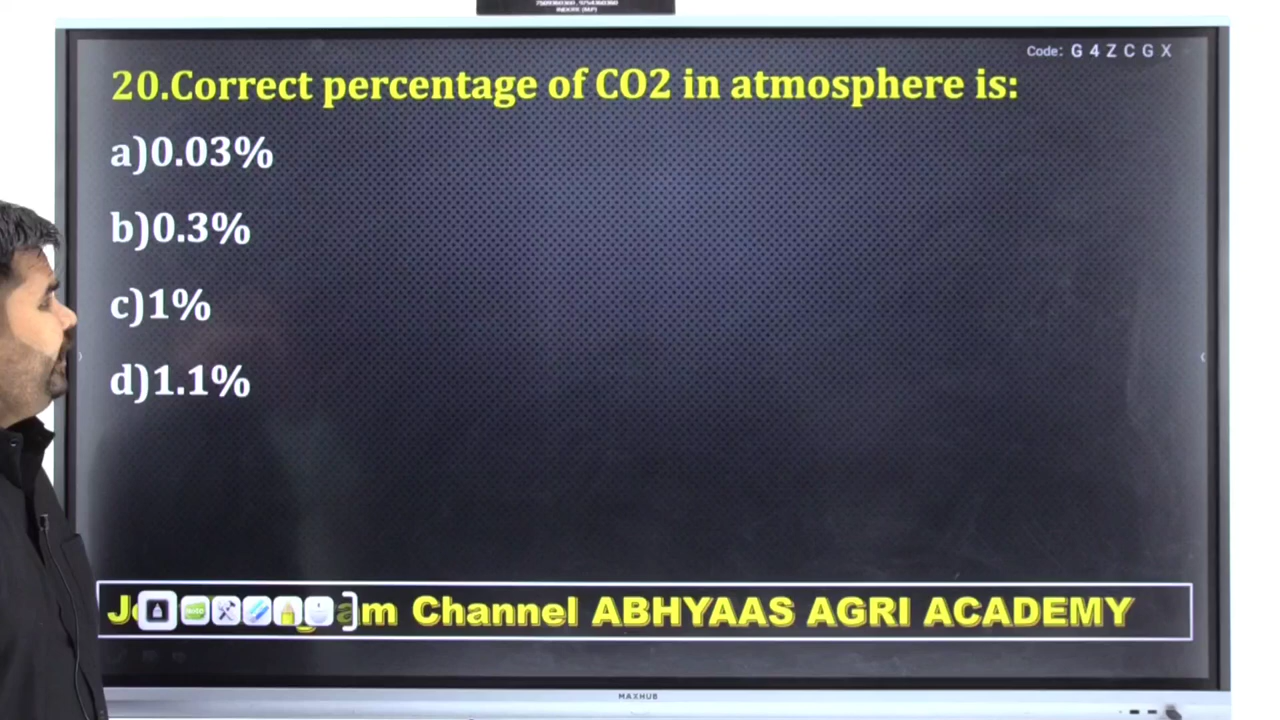 INDORE (M.P)
Code: G 4 Z C G X
20.Correct percentage of CO2 in atmosphere is:
a)0.03%
b)0.3%
c)1%
d)1.1%
Channel ABHYAAS AGRI ACADEMY
MAXHUB